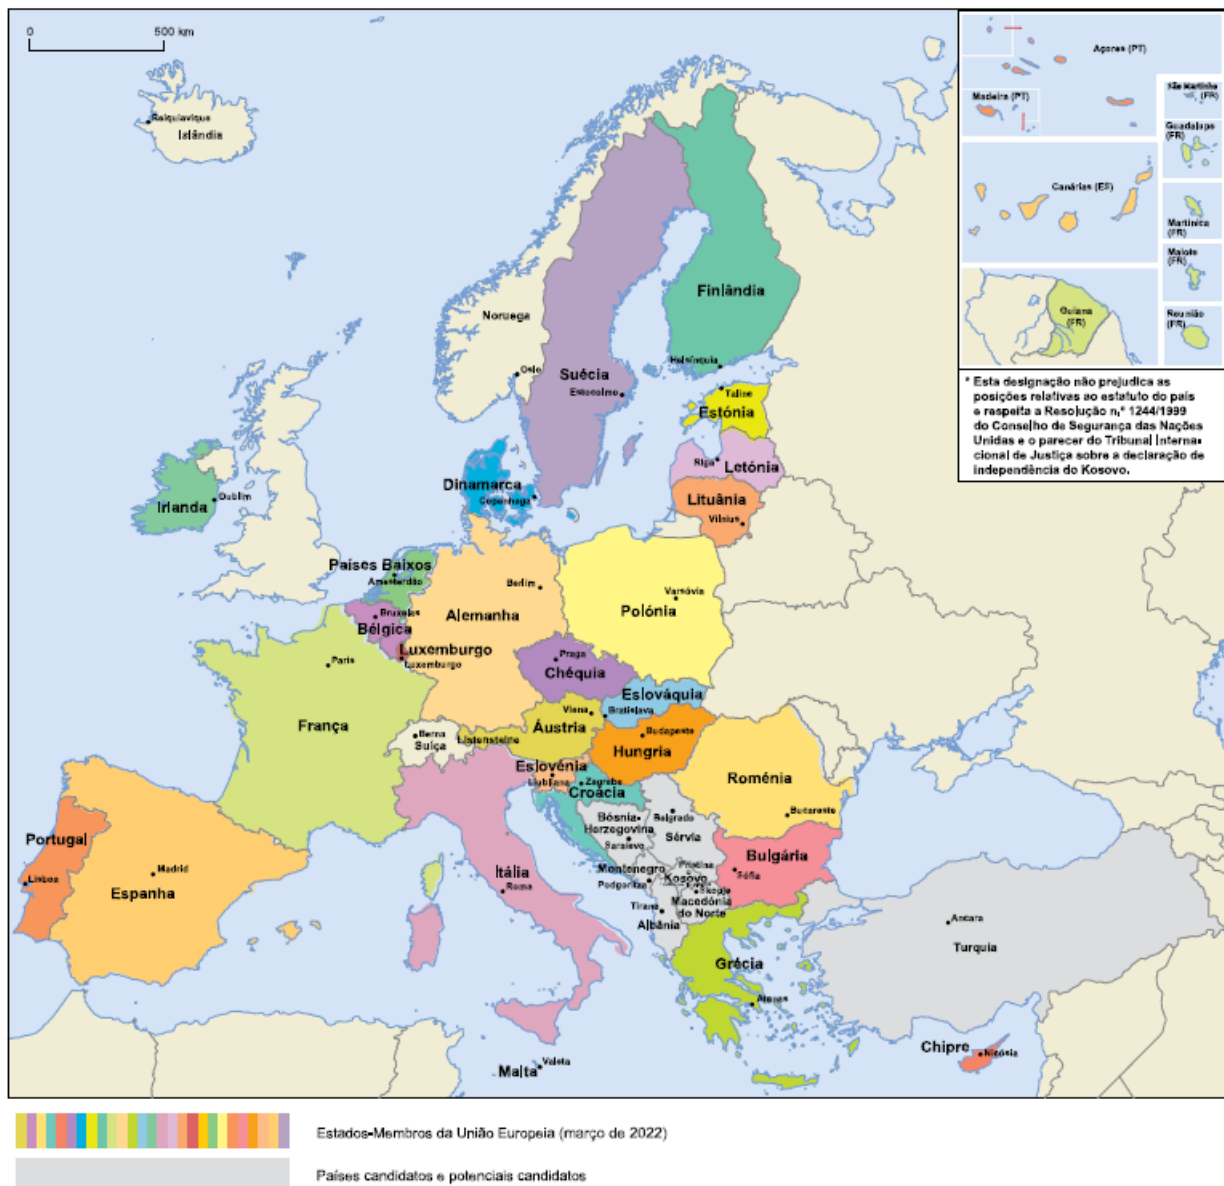 0 500 km
Açores (PT)
Madeira (PT)
São Martinho
(FR)
Guadalupe
(FR)
Canárias (ES)
Martinica
(FR)
Maiote
(FR)
Guiana
(FR)
Reunião
(FR)
* Esta designação não prejudica as
posições relativas ao estatuto do país
e respeita a Resolução n.° 1244/1999
do Conselho de Segurança das Nações
Unidas e o parecer do Tribunal Interna-
cional de Justiça sobre a declaração de
independência do Kosovo.
Reiquiavique
Islândia
Finlândia
Noruega
Helsínquia
Oslo
Suécia
Estocolmo
Taline
Estónia
Riga
Letónia
Dinamarca
Copenhaga
Lituânia
Vilnius
Dublim
Irlanda
Países Baixos
Amesterdão
Berlim
Varsóvia
Polónia
Alemanha
Bruxelas
Bélgica
Luxemburgo
Luxemburgo
Paris
Praga
Chéquia
Eslováquia
Bratislava
Viena
Áustria
França
Berna
Suíça
Listenstaine
Budapeste
Hungria
Eslovénia
Liubliana
Zagrebe
Croácia
Roménia
Bucareste
Bósnia-
Herzegovina
Saraievo
Belgrado
Sérvia
Portugal
Lisboa
Madrid
Espanha
Itália
Roma
Montenegro
Podgoritza
Pristina
Kosovo
Bulgária
Sófia
Skopje
Macedónia
do Norte
Tirana
Albânia
Ancara
Turquia
Grécia
Atenas
Chipre
Nicósia
Malta
Valeta
Estados-Membros da União Europeia (março de 2022)
Países candidatos e potenciais candidatos